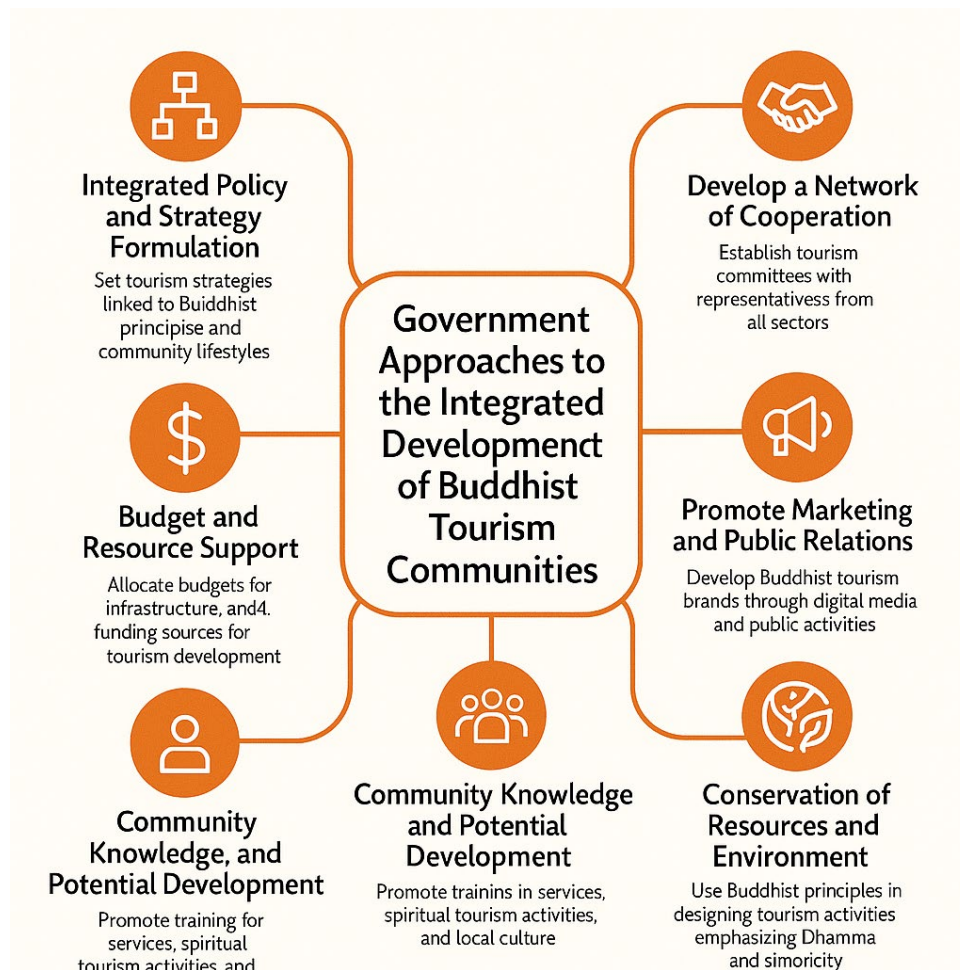 Integrated Policy
and Strategy
Formulation
Set tourism strategies
linked to Buiddhist
principise and
community lifestyles
Budget and
Resource Support
Allocate budgets for
infrastructure, and4.
funding sources for
tourism development
Community
Knowledge, and
Potential Development
Promote training for
services, spiritual
tourism activities, and
Government
Approaches to
the Integrated
Developmenct
of Buddhist
Tourism
Communities
Community Knowledge
and Potential
Development
Promote trainins in services,
spiritual tourism activities,
and local culture
Develop a Network
of Cooperation
Establish tourism
committees with
representativess from
all sectors
Promote Marketing
and Public Relations
Develop Buddhist tourism
brands through digital media
and public activities
Conservation of
Resources and
Environment
Use Buddhist principles in
designing tourism activities
emphasizing Dhamma
and simoricity